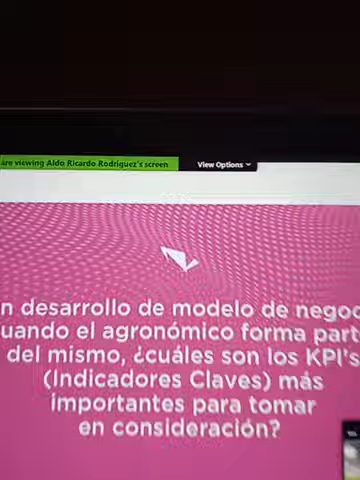 are viewing Aldo Ricardo Rodriguez's screen
View Options
n desarrollo de modelo de negoc
uando el agronómico forma part
del mismo, ¿cuáles son los KPI's
(Indicadores Claves) más
importantes para tomar
en consideración?